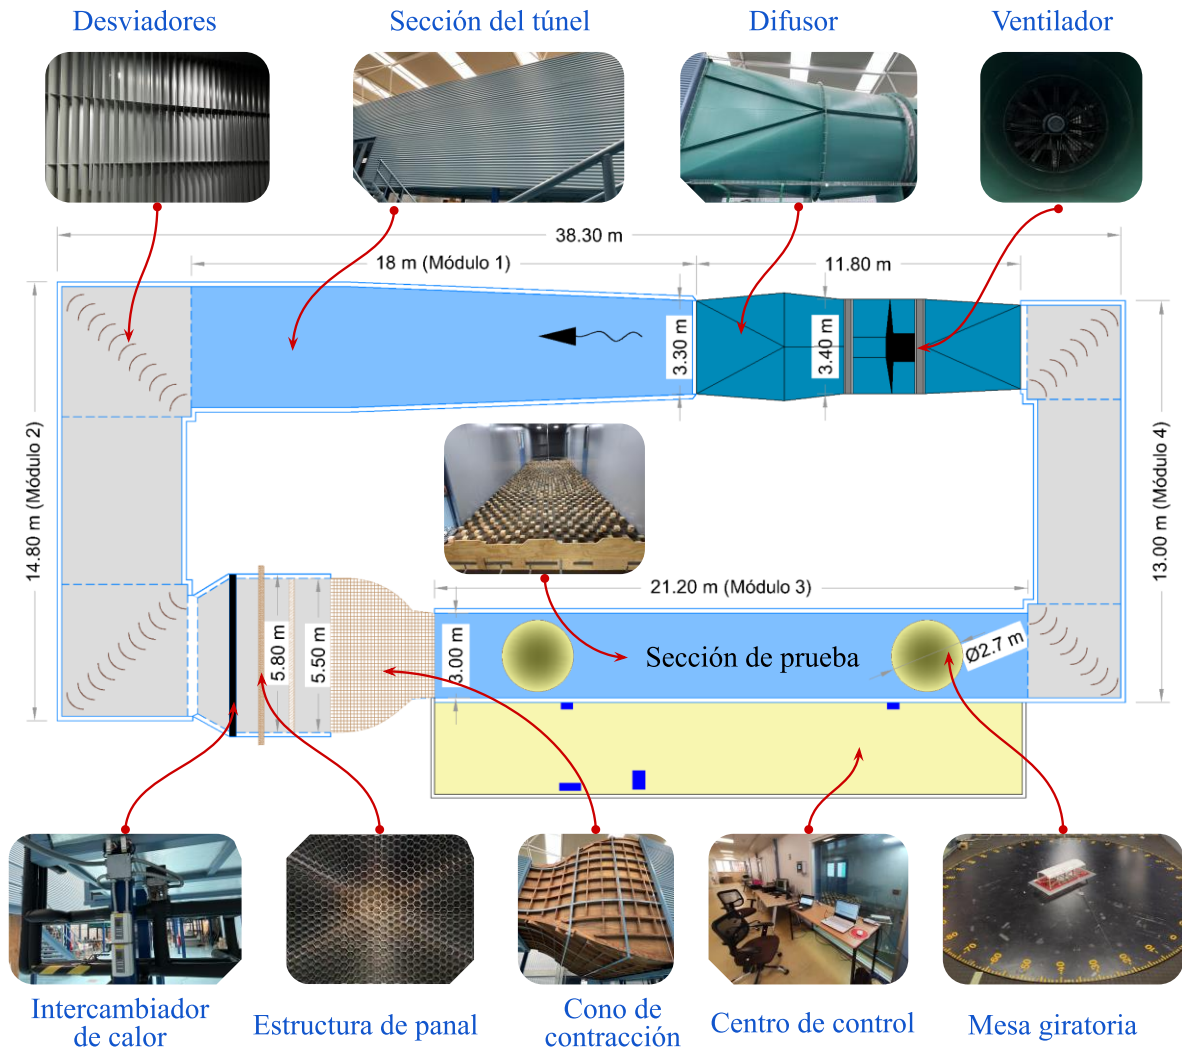 Desviadores
Sección del túnel
Difusor
Ventilador
38.30 m
18 m (Módulo 1)
11.80 m
3.30 m
3.40 m
14.80 m (Módulo 2)
13.00 m (Módulo 4)
21.20 m (Módulo 3)
5.80 m
5.50 m
3.00 m
Sección de prueba
Ø2.7 m
Intercambiador
de calor
Estructura de panal
Cono de
contracción
Centro de control
Mesa giratoria